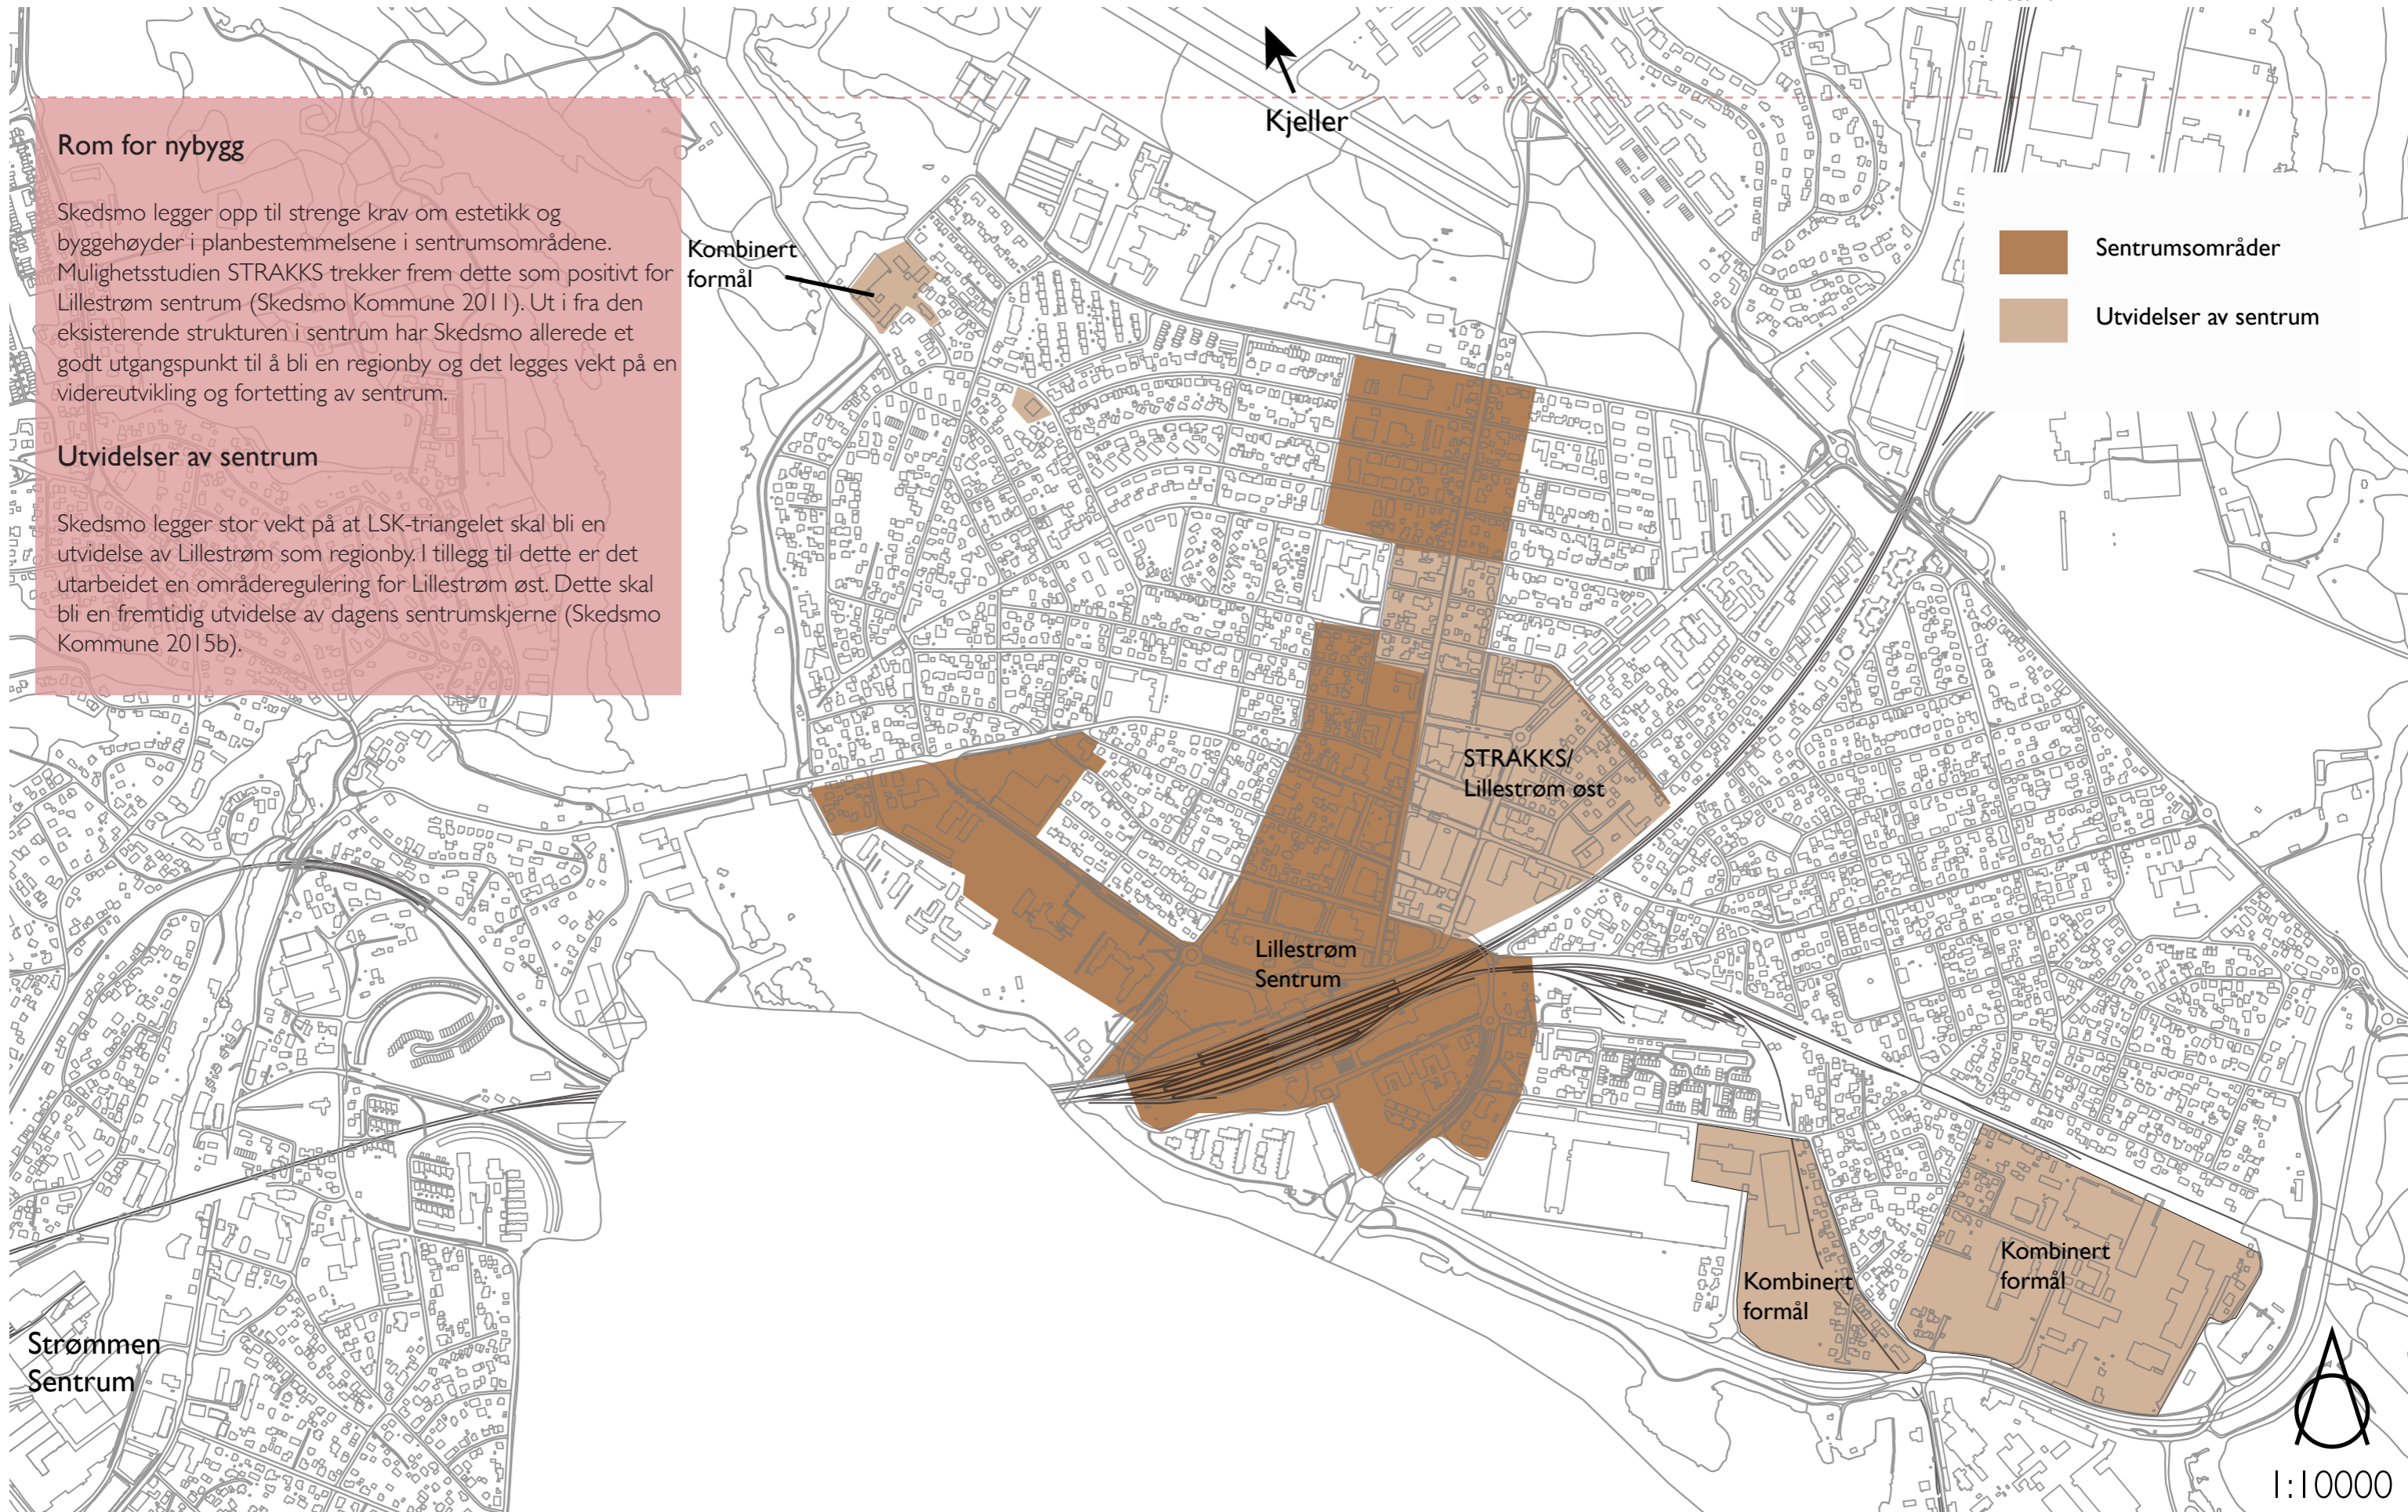 Rom for nybygg
Skedsmo legger opp til strenge krav om estetikk og
byggehøyder i planbestemmelsene i sentrumsområdene.
Mulighetsstudien STRAKKS trekker frem dette som positivt for
Lillestrøm sentrum (Skedsmo Kommune 2011). Ut i fra den
eksisterende strukturen i sentrum har Skedsmo allerede et
godt utgangspunkt til å bli en regionby og det legges vekt på en
videreutvikling og fortetting av sentrum.
Utvidelser av sentrum
Skedsmo legger stor vekt på at LSK-triangelet skal bli en
utvidelse av Lillestrøm som regionby. I tillegg til dette er det
utarbeidet en områderegulering for Lillestrøm øst. Dette skal
bli en fremtidig utvidelse av dagens sentrumskjerne (Skedsmo
Kommune 2015b).
Kjeller
Kombinert
formål
Sentrumsområder
Utvidelser av sentrum
STRAKKS/
Lillestrøm øst
Lillestrøm
Sentrum
Kombinert
formål
Kombinert
formål
Strømmen
Sentrum
1:10000